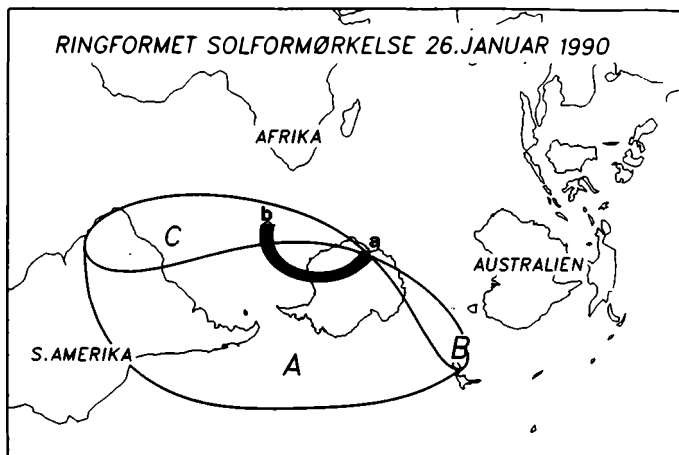 RINGFORMET SOLFORMØRKELSE 26.JANUAR 1990
AFRIKA
b
C
a
AUSTRALIEN
S.AMERIKA
A
B